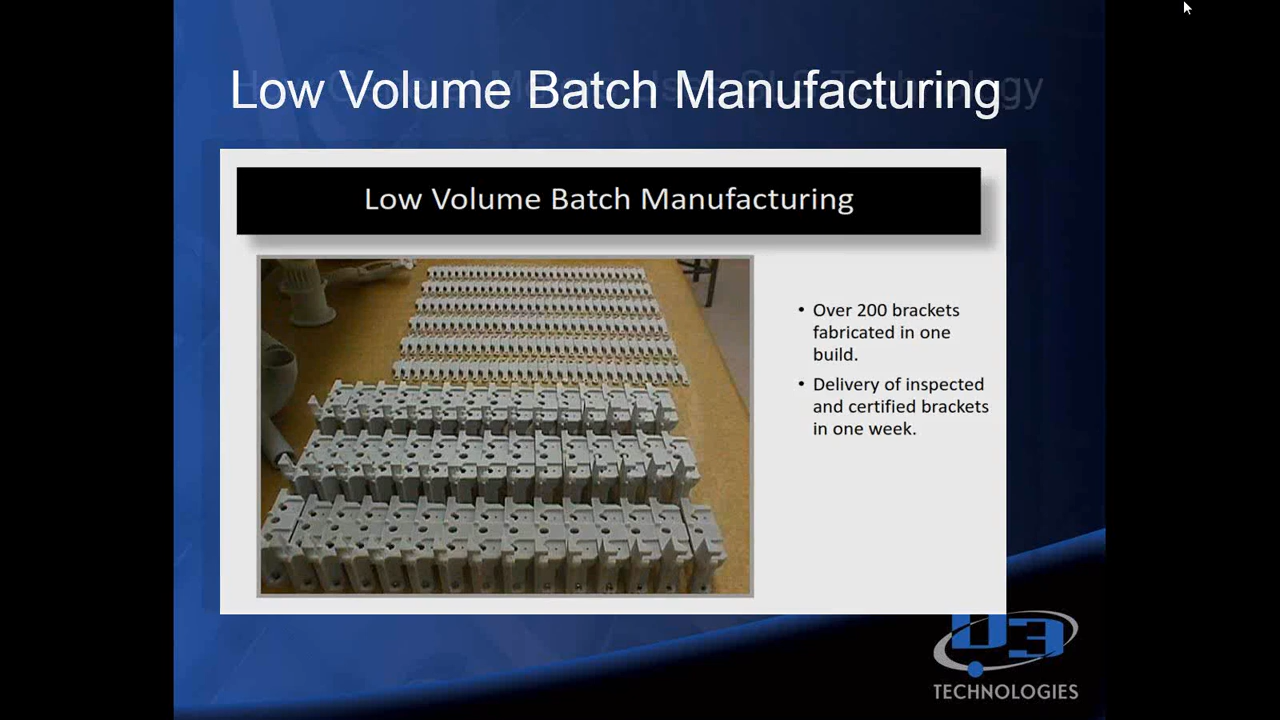 Low Volume Batch Manufacturing
Low Volume Batch Manufacturing
• Over 200 brackets
fabricated in one
build.
• Delivery of inspected
and certified brackets
in one week.
U3
TECHNOLOGIES